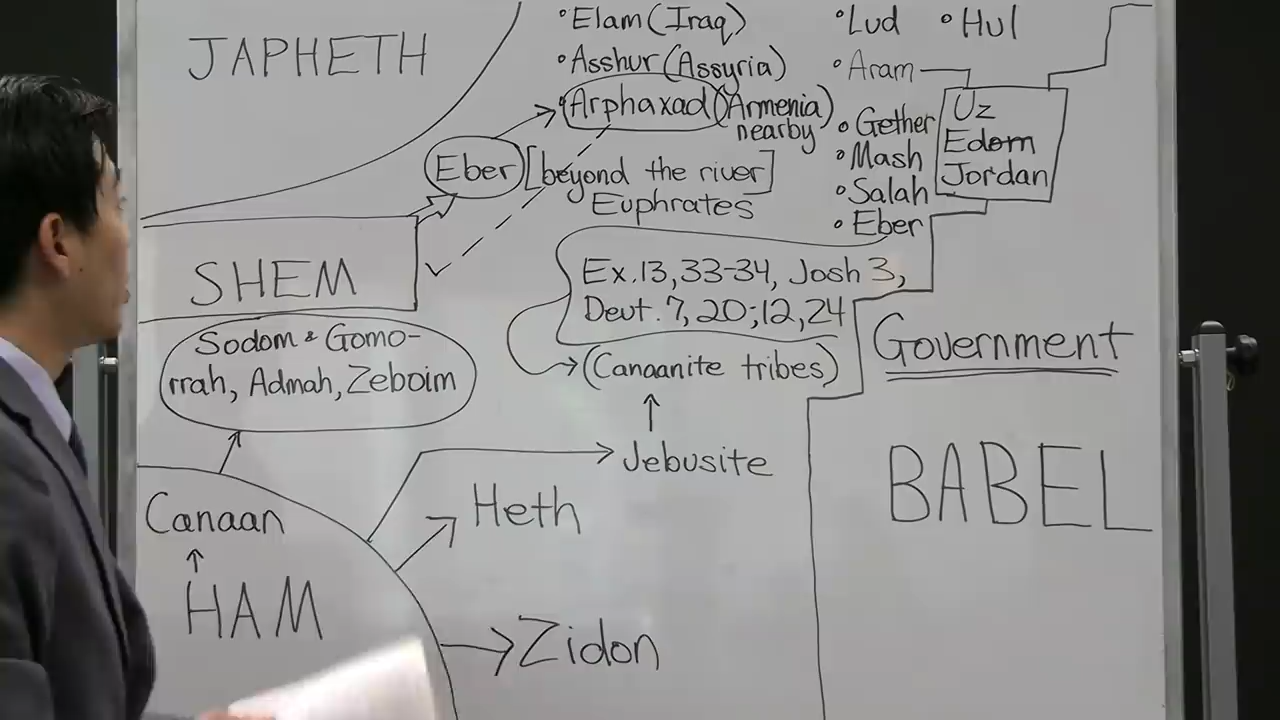 JAPHETH
°Elam (Iraq)
°Asshur (Assyria)
°Arphaxad (Armenia)
nearby
Eber [beyond the river]
Euphrates
°Lud °Hul
°Aram
°Gether
°Mash
°Salah
°Eber
Uz
Edom
Jordan
SHEM
Ex.13,33-34, Josh 3,
Deut.7,20;12,24
(Canaanite tribes)
Government
Sodom & Gomo-
rrah, Admah, Zeboim
Jebusite
BABEL
Canaan
Heth
HAM
Zidon